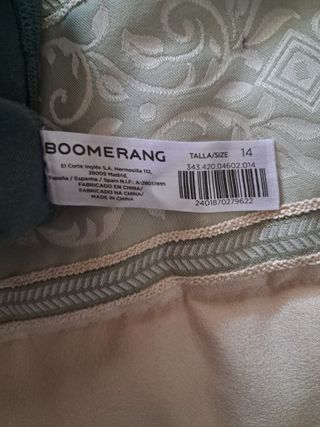 BOOMERANG
El Corte Inglés S.A. Hermosilla 112,
28009 Madrid.
España / Espanha / Spain N.I.F.: A-28017895
FABRICADO EN CHINA/
FABRICADO NA CHINA/
MADE IN CHINA
TALLA/SIZE 14
343.420.04602.014
2401870279622